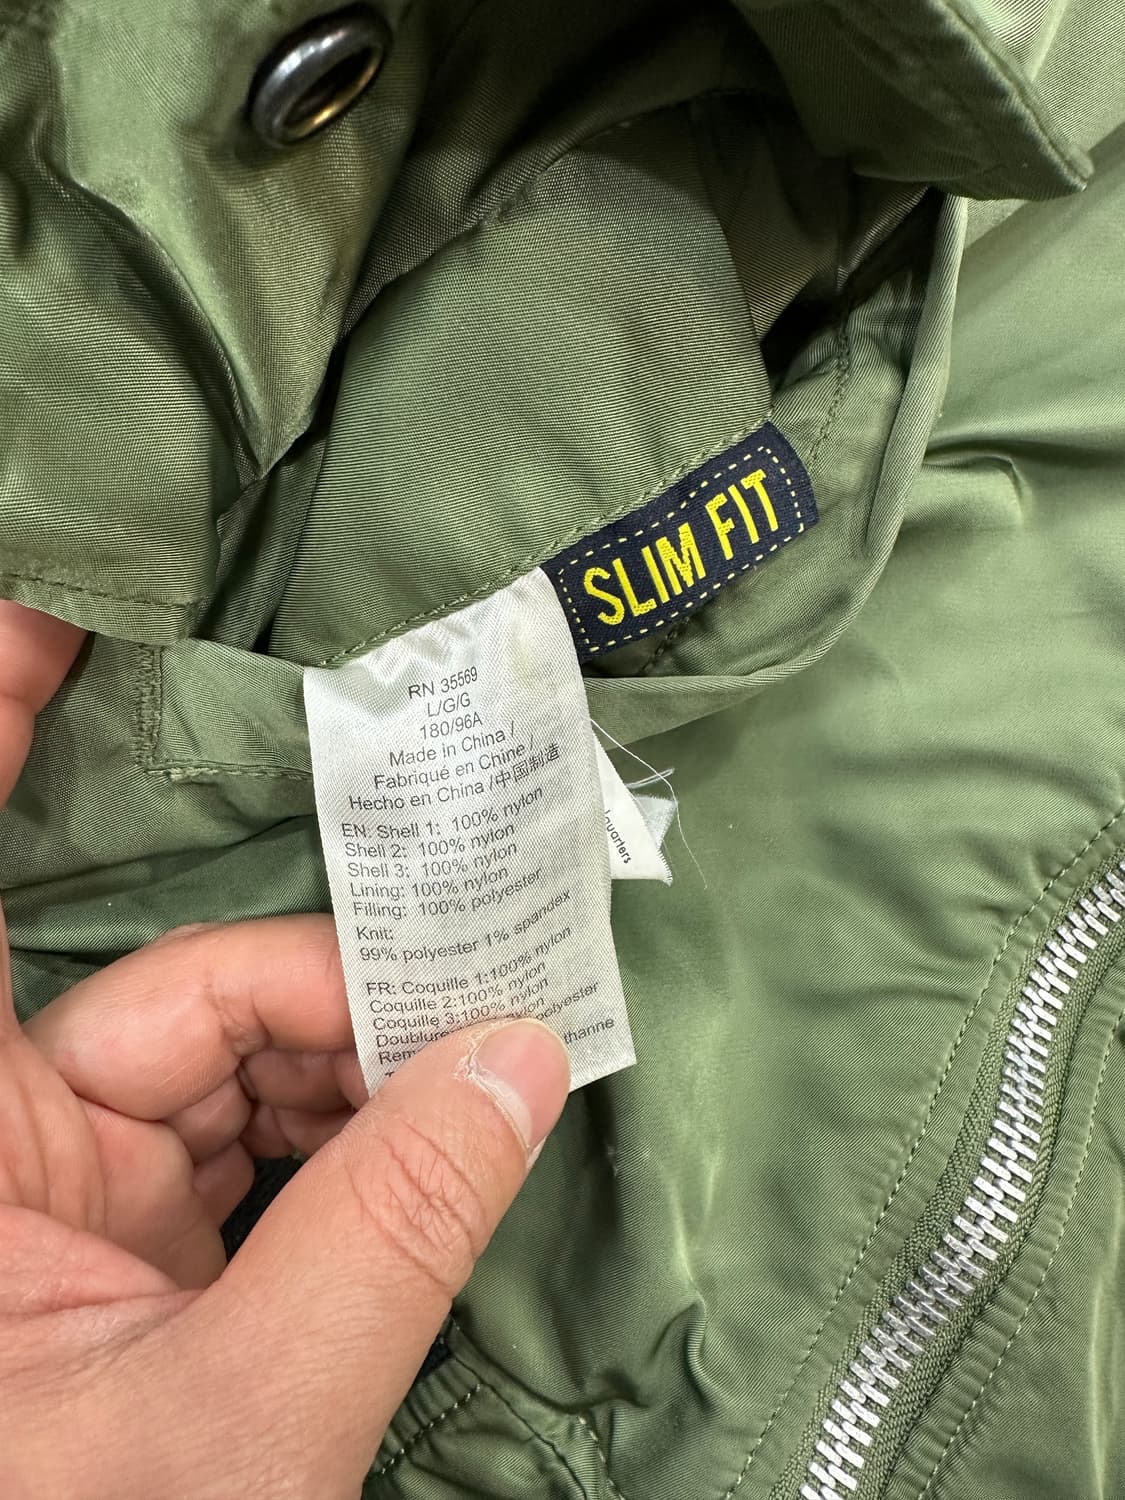 SLIM FIT
RN 35569
L/G/G
180/96A
Made in China /
Fabriqué en Chine
Hecho en China /中国制造
EN: Shell 1: 100% nylon
Shell 2: 100% nylon
Shell 3: 100% nylon
Lining: 100% nylon
Filling: 100% polyester
Knit:
99% polyester 1% spandex
FR: Coquille 1:100% nylon
Coquille 2:100% nylon
Coquille 3:100% nylon
Doublure
polyester